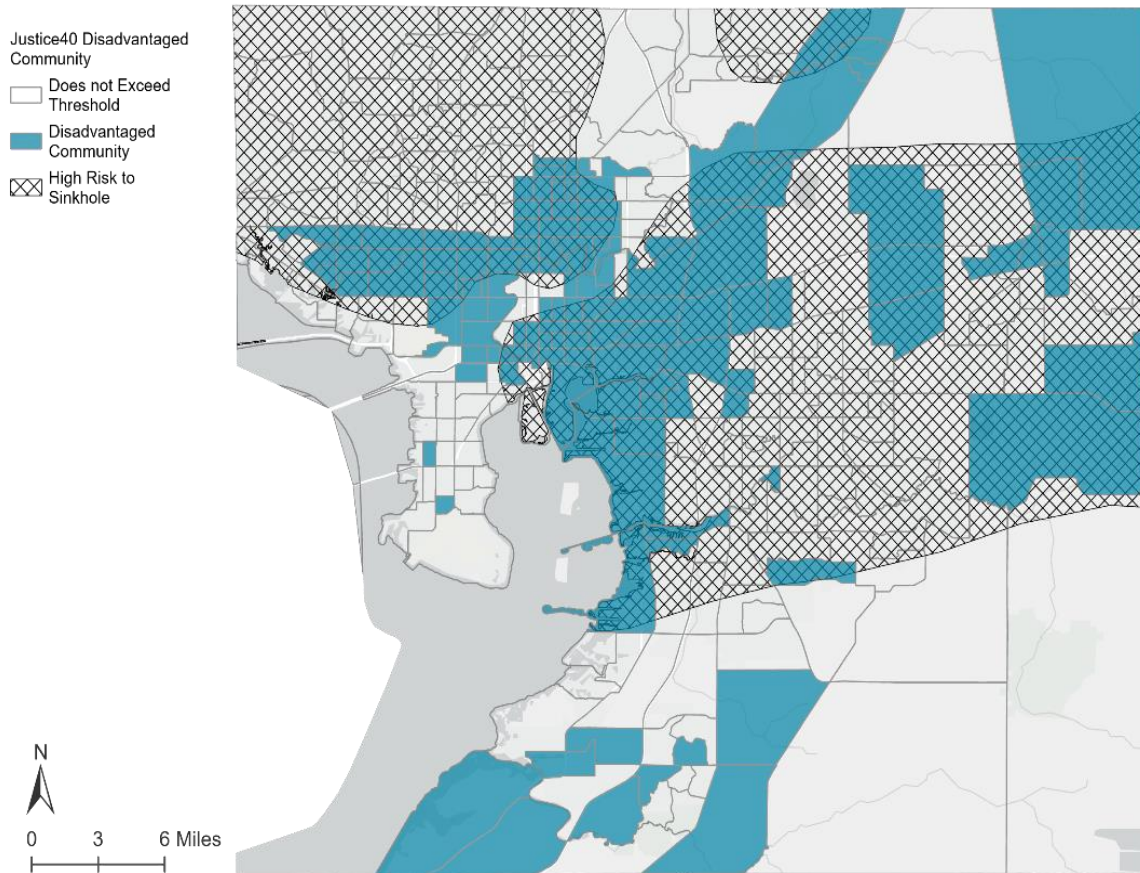 Justice40 Disadvantaged
Community
Does not Exceed
Threshold
Disadvantaged
Community
High Risk to
Sinkhole
N
0 3 6 Miles